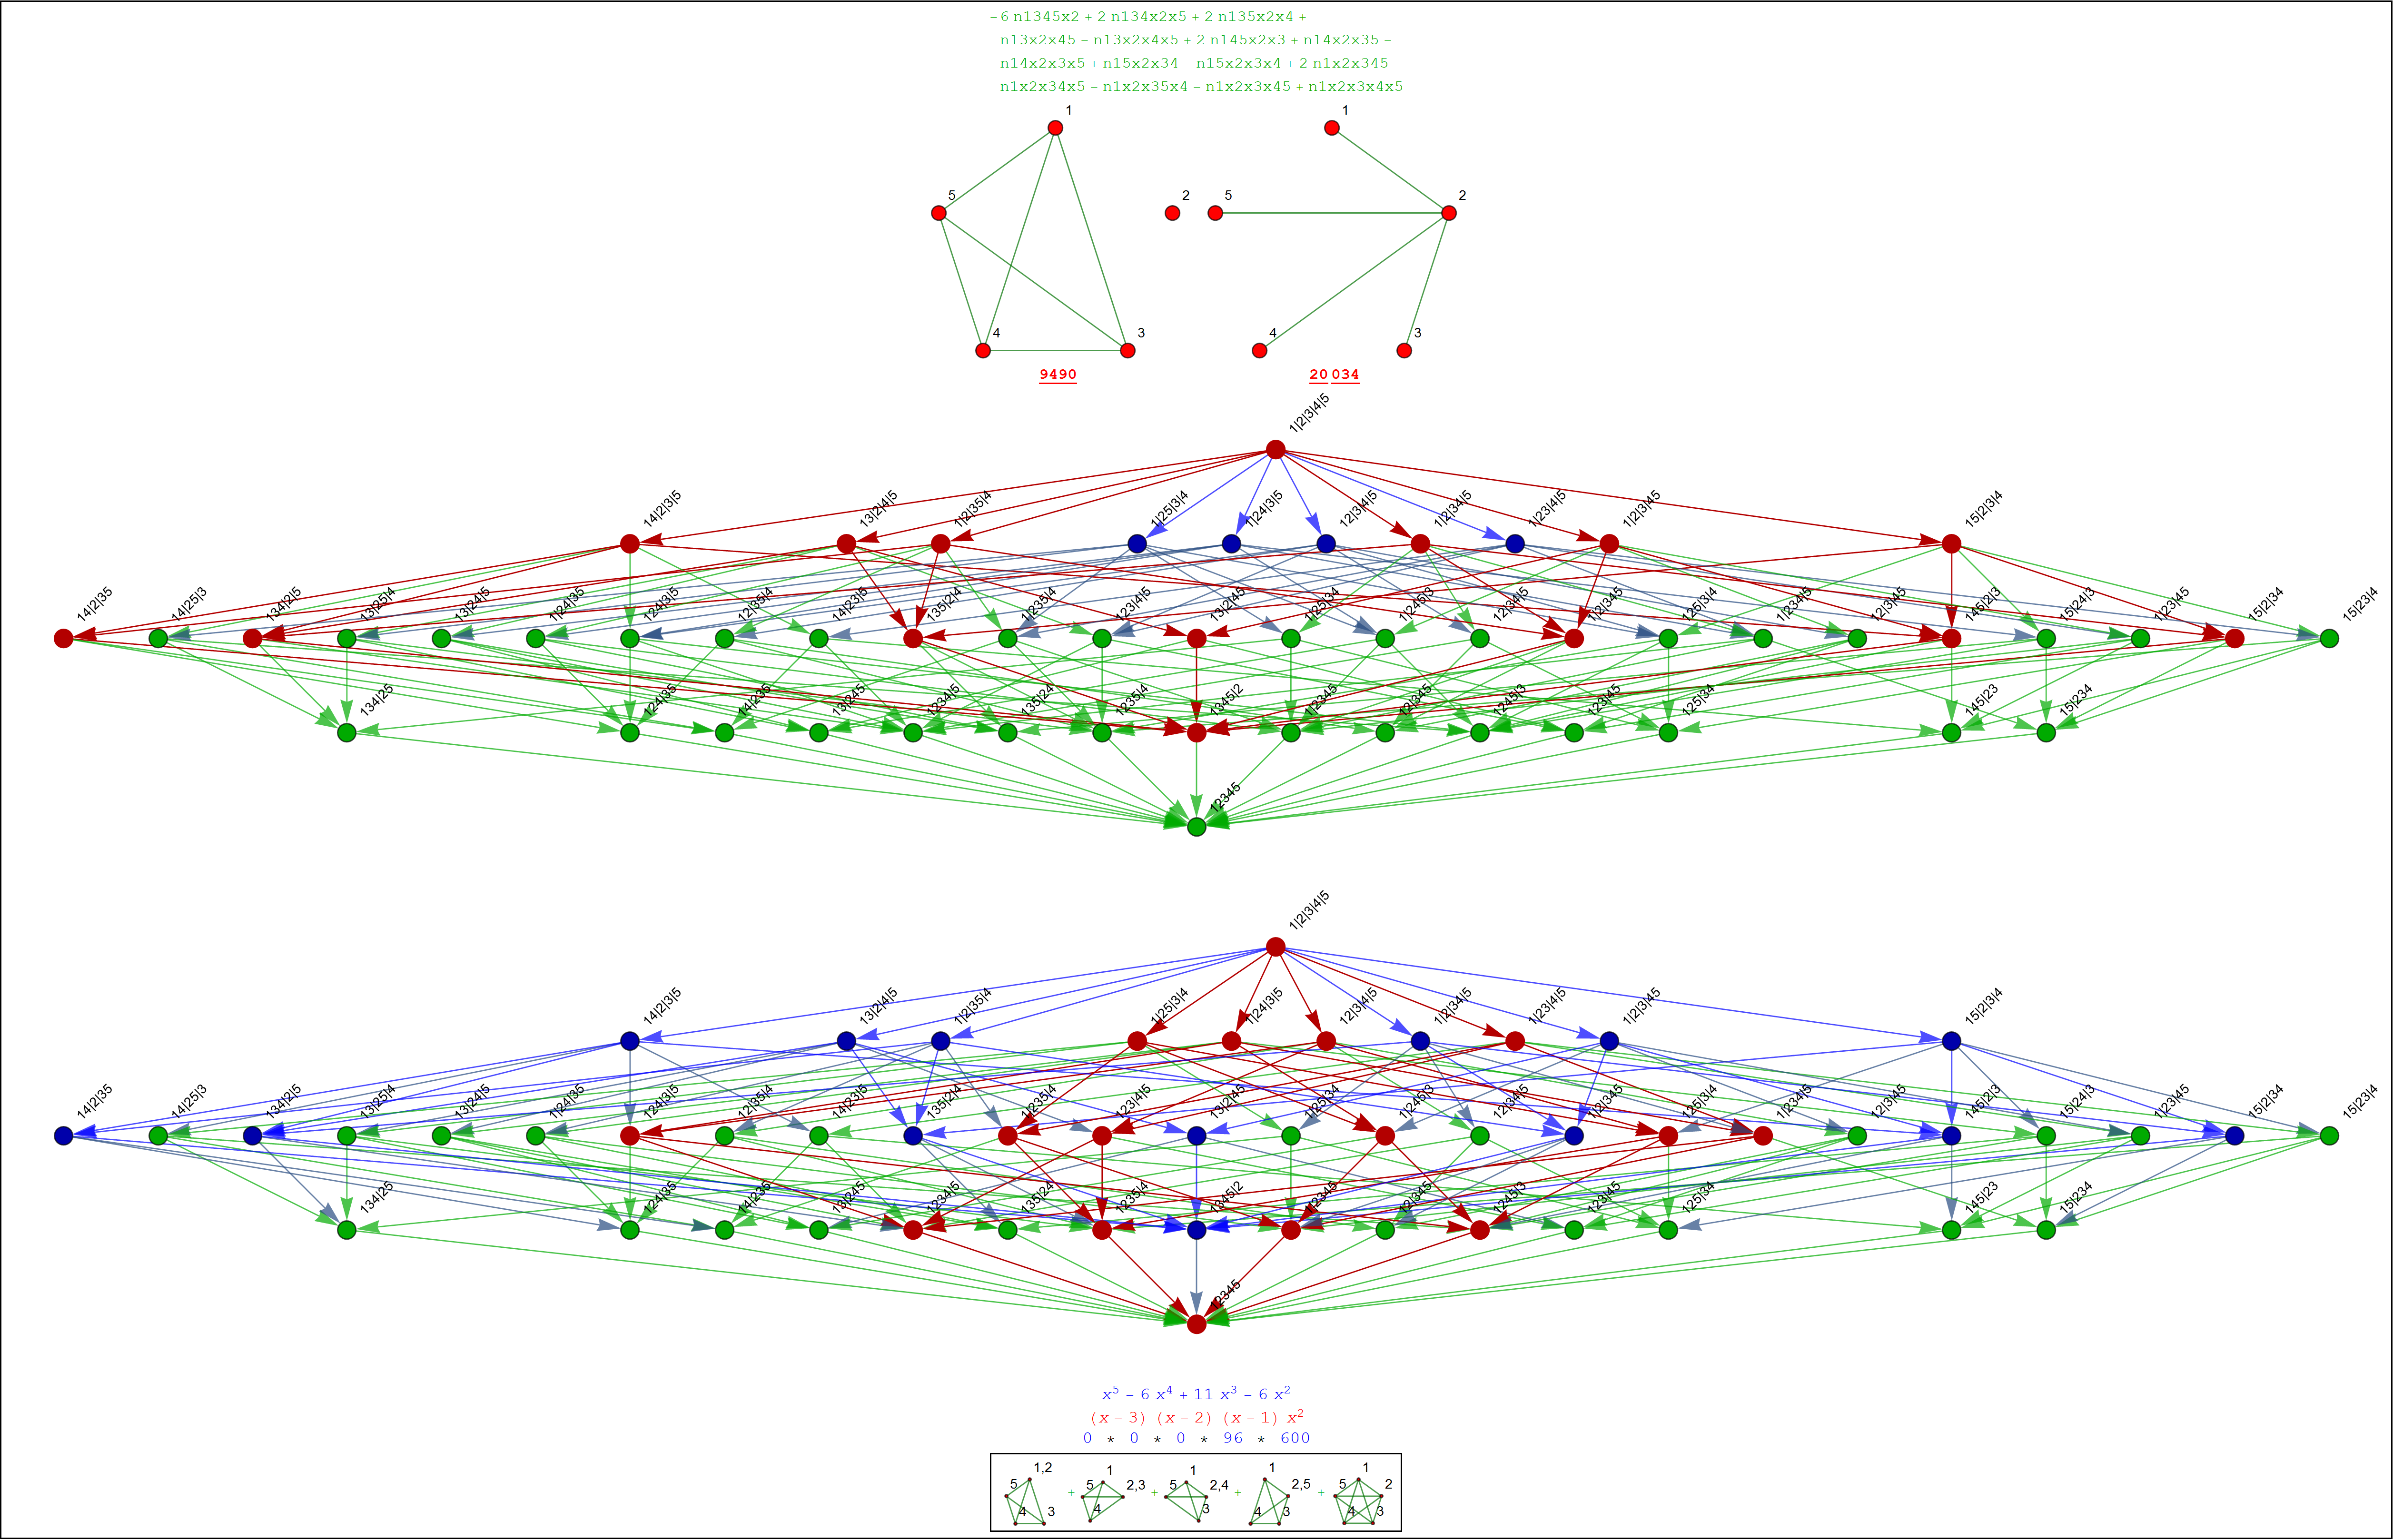 -6 n1345x2 + 2 n134x2x5 + 2 n135x2x4 +
n13x2x45 - n13x2x4x5 + 2 n145x2x3 + n14x2x35 -
n14x2x3x5 + n15x2x34 - n15x2x3x4 + 2 n1x2x345 -
n1x2x34x5 - n1x2x35x4 - n1x2x3x45 + n1x2x3x4x5
1 1
5 2 5 2
4 3 4 3
9490 20 034
1|2|3|4|5
14|2|3|5 13|2|4|5 1|2|35|4 1|25|3|4 1|24|3|5 12|3|4|5 1|2|34|5 1|23|4|5 1|2|3|45 15|2|3|4
14|2|35 14|25|3 134|2|5 13|25|4 13|24|5 1|24|35 124|3|5 12|35|4 14|23|5 135|2|4 1|235|4 123|4|5 13|2|45 1|25|34 1|245|3 12|34|5 1|2|345 125|3|4 1|234|5 12|3|45 145|2|3 15|24|3 1|23|45 15|2|34 15|23|4
134|25 124|35 14|235 13|245 1234|5 135|24 1235|4 1345|2 1|2345 12|345 1245|3 123|45 125|34 145|23 15|234
12345
1|2|3|4|5
14|2|3|5 13|2|4|5 1|2|35|4 1|25|3|4 1|24|3|5 12|3|4|5 1|2|34|5 1|23|4|5 1|2|3|45 15|2|3|4
14|2|35 14|25|3 134|2|5 13|25|4 13|24|5 1|24|35 124|3|5 12|35|4 14|23|5 135|2|4 1|235|4 123|4|5 13|2|45 1|25|34 1|245|3 12|34|5 1|2|345 125|3|4 1|234|5 12|3|45 145|2|3 15|24|3 1|23|45 15|2|34 15|23|4
134|25 124|35 14|235 13|245 1234|5 135|24 1235|4 1345|2 1|2345 12|345 1245|3 123|45 125|34 145|23 15|234
12345
x⁵ - 6 x⁴ + 11 x³ - 6 x²
(x - 3) (x - 2) (x - 1) x²
0 * 0 * 0 * 96 * 600
1,2 1 1 1 1
5 + 5 2,3 + 5 2,4 + 2,5 + 5 2
4 3 4 3 4 3 4 3